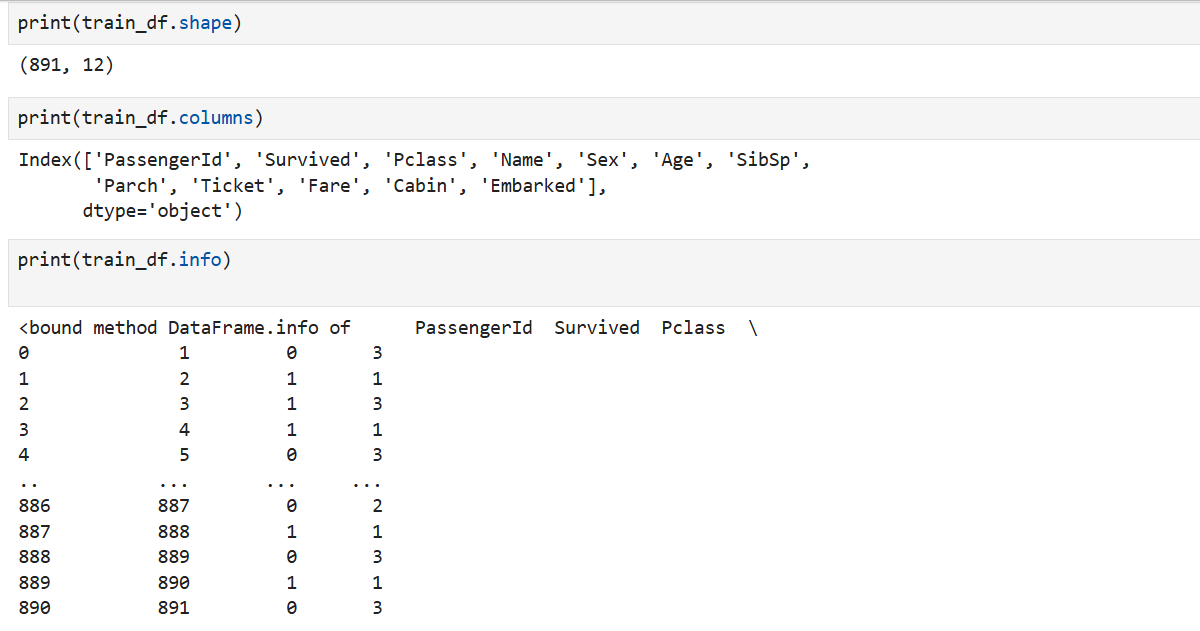 print(train_df.shape)
(891, 12)
print(train_df.columns)
Index(['PassengerId', 'Survived', 'Pclass', 'Name', 'Sex', 'Age', 'SibSp',
       'Parch', 'Ticket', 'Fare', 'Cabin', 'Embarked'],
      dtype='object')
print(train_df.info)
<bound method DataFrame.info of      PassengerId  Survived  Pclass  \
0              1         0       3
1              2         1       1
2              3         1       3
3              4         1       1
4              5         0       3
..           ...       ...     ...
886          887         0       2
887          888         1       1
888          889         0       3
889          890         1       1
890          891         0       3